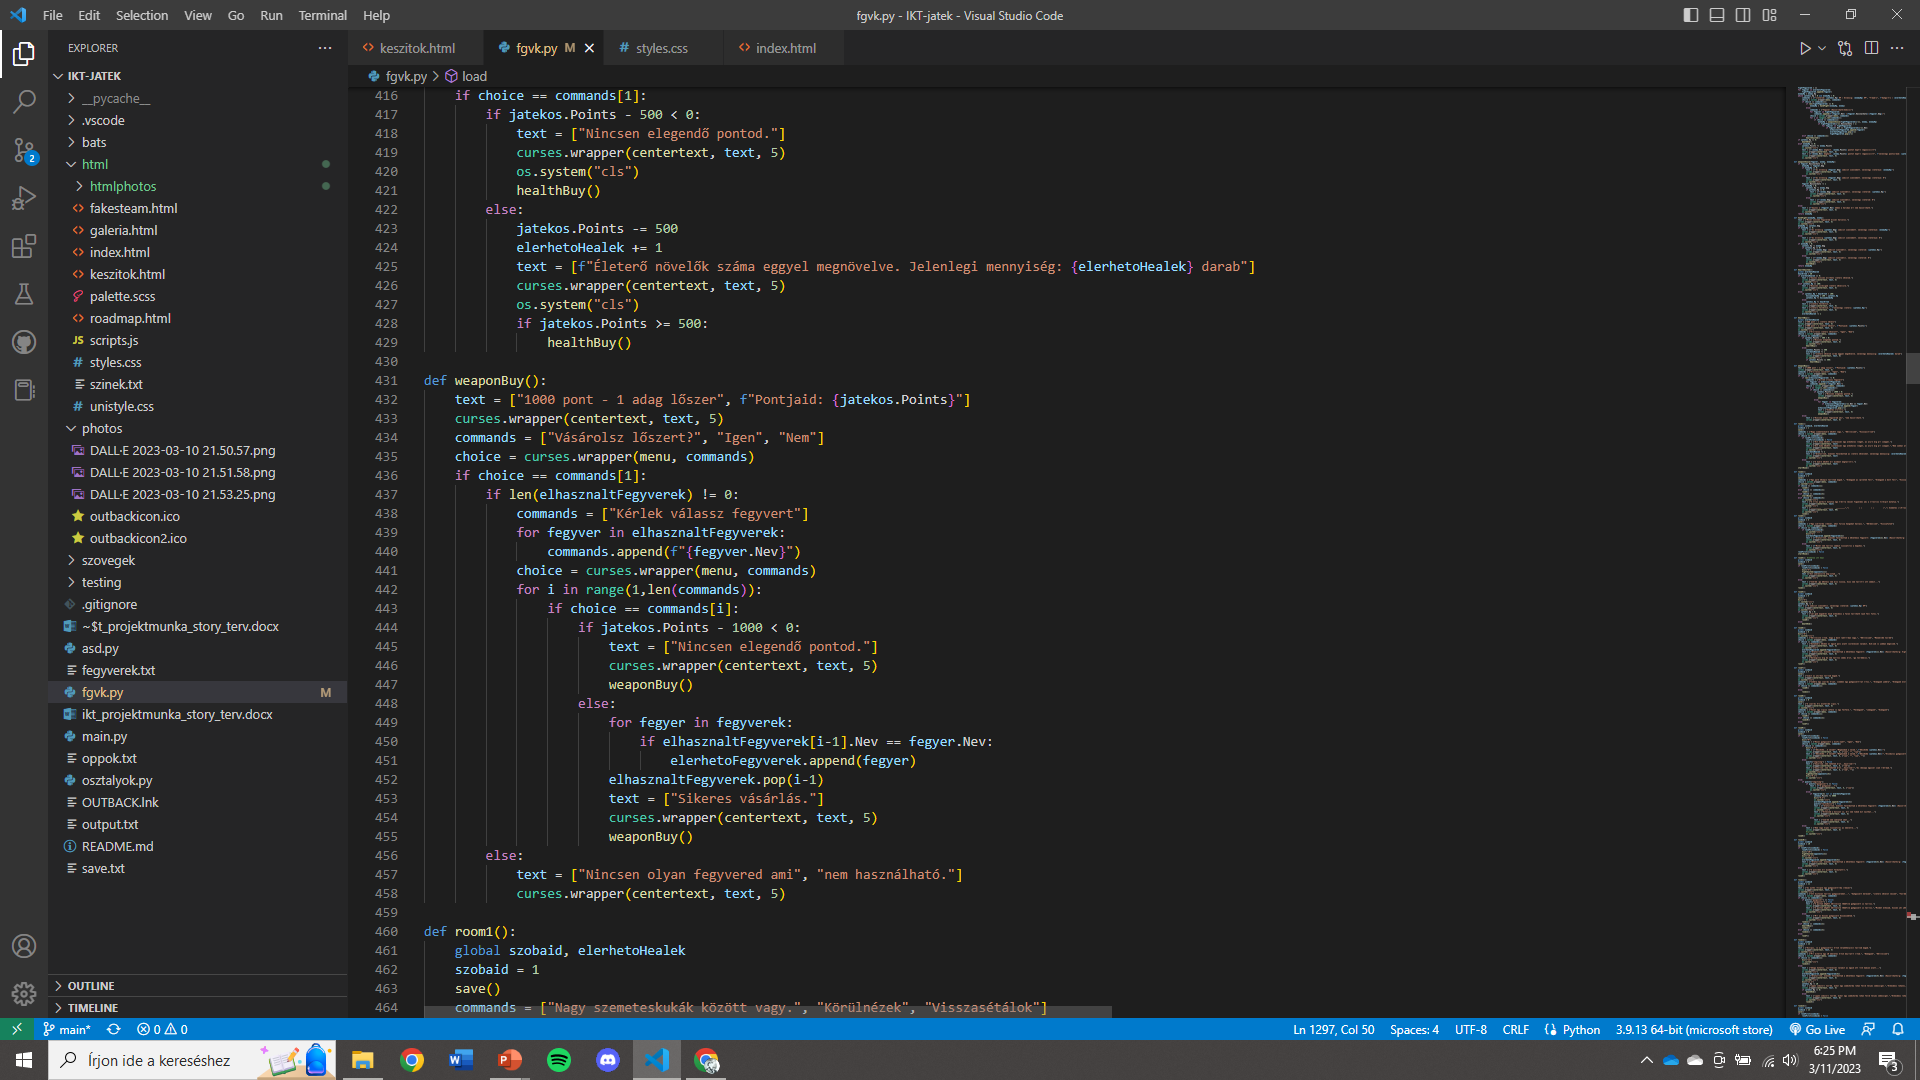 File Edit Selection View Go Run Terminal Help
fgvk.py - IKT-jatek - Visual Studio Code
EXPLORER
IKT-JATEK
__pycache__
.vscode
bats
html
htmlphotos
fakesteam.html
galeria.html
index.html
keszitok.html
palette.scss
roadmap.html
JS scripts.js
# styles.css
szinek.txt
# unistyle.css
photos
DALL·E 2023-03-10 21.50.57.png
DALL·E 2023-03-10 21.51.58.png
DALL·E 2023-03-10 21.53.25.png
outbackicon.ico
outbackicon2.ico
szovegek
testing
.gitignore
~$t_projektmunka_story_terv.docx
asd.py
fegyverek.txt
fgvk.py M
ikt_projektmunka_story_terv.docx
main.py
oppok.txt
osztalyok.py
OUTBACK.lnk
output.txt
README.md
save.txt
OUTLINE
TIMELINE
2
keszitok.html fgvk.py M # styles.css index.html
fgvk.py > load
416 if choice == commands[1]:
417 if jatekos.Points - 500 < 0:
418 text = ["Nincsen elegendő pontod."]
419 curses.wrapper(centertext, text, 5)
420 os.system("cls")
421 healthBuy()
422 else:
423 jatekos.Points -= 500
424 elerhetoHealek += 1
425 text = [f"Életerő növelők száma eggyel megnövelve. Jelenlegi mennyiség: {elerhetoHealek} darab"]
426 curses.wrapper(centertext, text, 5)
427 os.system("cls")
428 if jatekos.Points >= 500:
429 healthBuy()
430
431 def weaponBuy():
432 text = ["1000 pont - 1 adag lőszer", f"Pontjaid: {jatekos.Points}"]
433 curses.wrapper(centertext, text, 5)
434 commands = ["Vásárolsz lőszert?", "Igen", "Nem"]
435 choice = curses.wrapper(menu, commands)
436 if choice == commands[1]:
437 if len(elhasznaltFegyverek) != 0:
438 commands = ["Kérlek válassz fegyvert"]
439 for fegyver in elhasznaltFegyverek:
440 commands.append(f"{fegyver.Nev}")
441 choice = curses.wrapper(menu, commands)
442 for i in range(1,len(commands)):
443 if choice == commands[i]:
444 if jatekos.Points - 1000 < 0:
445 text = ["Nincsen elegendő pontod."]
446 curses.wrapper(centertext, text, 5)
447 weaponBuy()
448 else:
449 for fegyer in fegyverek:
450 if elhasznaltFegyverek[i-1].Nev == fegyer.Nev:
451 elerhetoFegyverek.append(fegyer)
452 elhasznaltFegyverek.pop(i-1)
453 text = ["Sikeres vásárlás."]
454 curses.wrapper(centertext, text, 5)
455 weaponBuy()
456 else:
457 text = ["Nincsen olyan fegyvered ami", "nem használható."]
458 curses.wrapper(centertext, text, 5)
459
460 def room1():
461 global szobaid, elerhetoHealek
462 szobaid = 1
463 save()
464 commands = ["Nagy szemeteskukák között vagy.", "Körülnézek", "Visszasétálok"]
main* 0 0 Ln 1297, Col 50 Spaces: 4 UTF-8 CRLF Python 3.9.13 64-bit (microsoft store) Go Live
Írjon ide a kereséshez
6:25 PM
3/11/2023
3